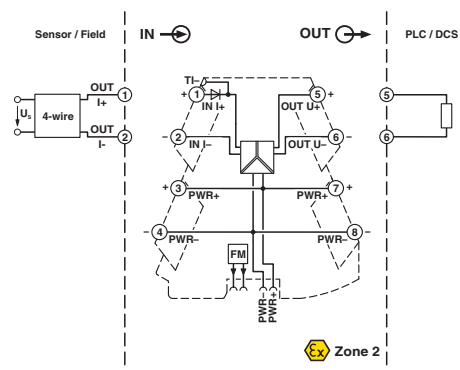 Sensor / Field
IN
OUT
PLC / DCS
TI–
OUT
I+
1
+
1
IN I+
5
+
OUT U+
5
Us
4-wire
OUT
I-
2
–
2
IN I–
OUT U–
6
–
6
+
3
PWR+
PWR+
7
+
–
4
PWR–
PWR–
8
–
FM
PWR–
PWR+
Ex
Zone 2